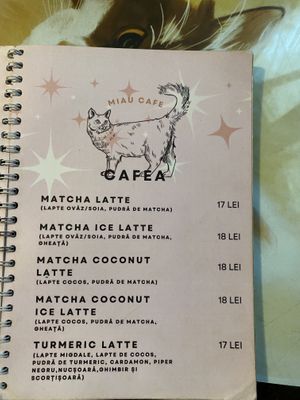 MIAU CAFE
CAFEA
MATCHA LATTE 17 LEI
(LAPTE OVĂZ/SOIA, PUDRĂ DE MATCHA)
MATCHA ICE LATTE 18 LEI
(LAPTE OVĂZ/SOIA, PUDRĂ DE MATCHA,
GHEAȚĂ)
MATCHA COCONUT 18 LEI
LATTE
(LAPTE COCOS, PUDRĂ DE MATCHA)
MATCHA COCONUT 18 LEI
ICE LATTE
(LAPTE COCOS, PUDRĂ DE MATCHA,
GHEAȚĂ)
TURMERIC LATTE 17 LEI
(LAPTE MIGDALE, LAPTE DE COCOS,
PUDRĂ DE TURMERIC, CARDAMON, PIPER
NEGRU,NUCȘOARĂ,GHIMBIR ȘI
SCORȚIȘOARĂ)